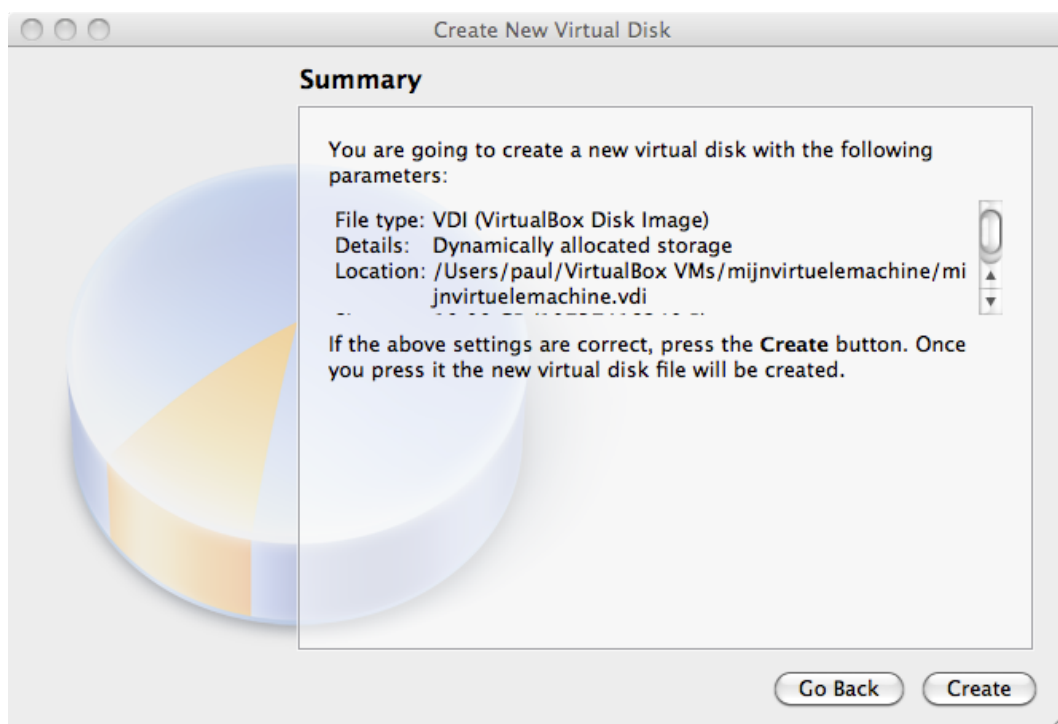 Create New Virtual Disk
Summary
You are going to create a new virtual disk with the following
parameters:
File type: VDI (VirtualBox Disk Image)
Details: Dynamically allocated storage
Location: /Users/paul/VirtualBox VMs/mijnvirtuelemachine/mi
jnvirtuelemachine.vdi
If the above settings are correct, press the Create button. Once
you press it the new virtual disk file will be created.
Go Back
Create